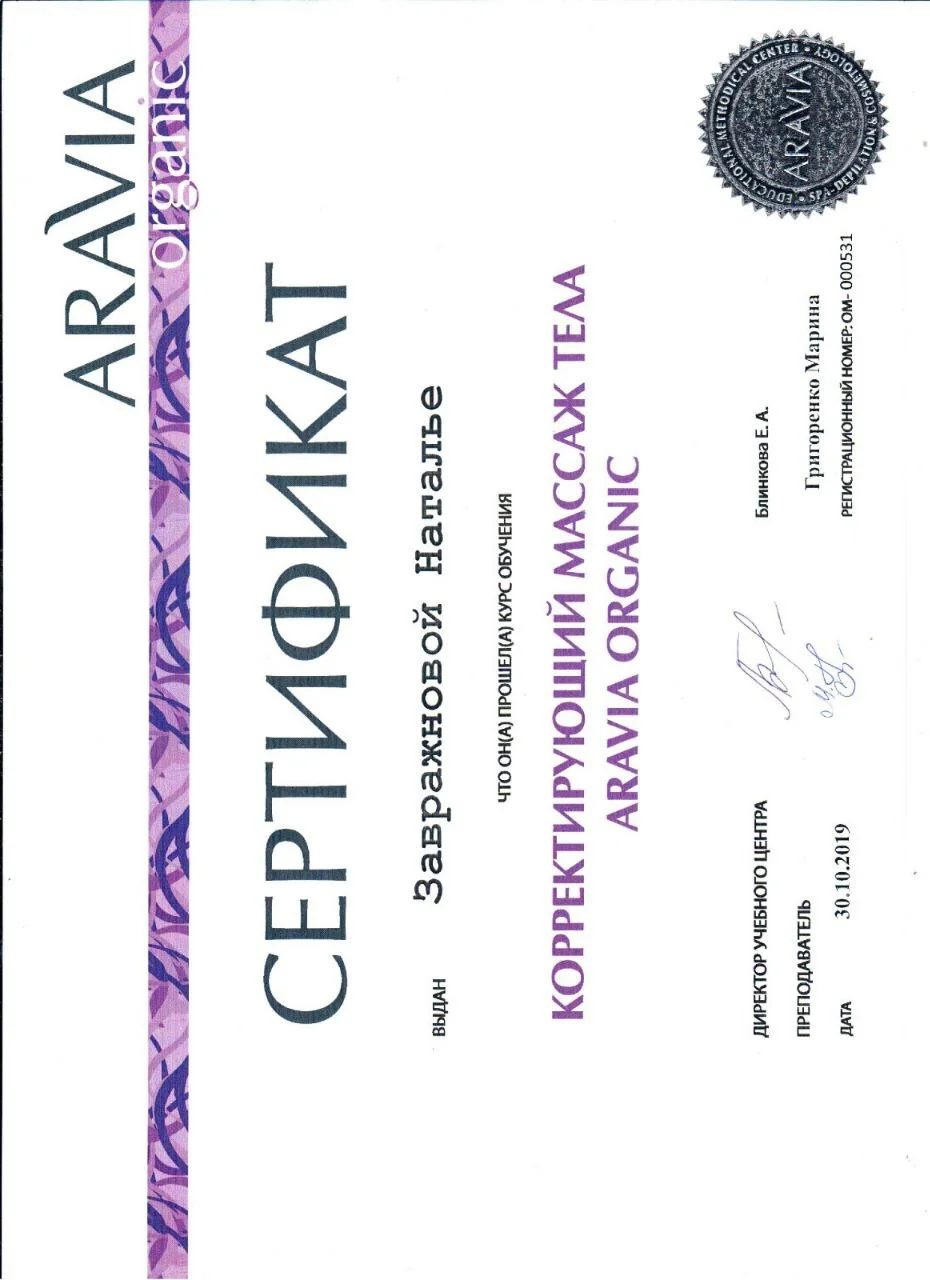 ARAVIA
organic
СЕРТИФИКАТ
ВЫДАН Завражновой Наталье
ЧТО ОН(А) ПРОШЕЛ(А) КУРС ОБУЧЕНИЯ
КОРРЕКТИРУЮЩИЙ МАССАЖ ТЕЛА
ARAVIA ORGANIC
ДИРЕКТОР УЧЕБНОГО ЦЕНТРА Блинкова Е. А.
ПРЕПОДАВАТЕЛЬ Григоренко Марина
ДАТА 30.10.2019 РЕГИСТРАЦИОННЫЙ НОМЕР: ОМ- 000531
EDUCATIONAL METHODICAL CENTER • SPA- DEPILATION & COSMETOLOGY •
ARAVIA